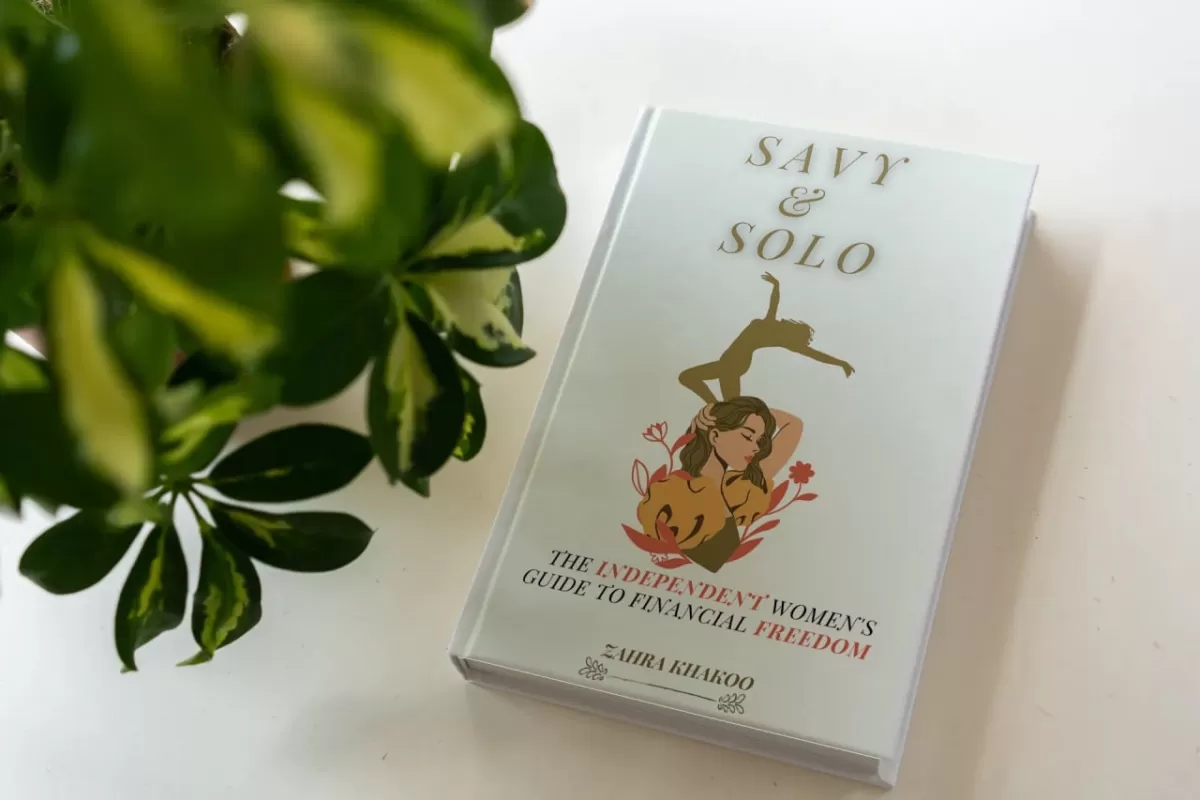 SAVY
&
SOLO
THE INDEPENDENT WOMEN'S
GUIDE TO FINANCIAL FREEDOM
ZAHRA KHAKOO